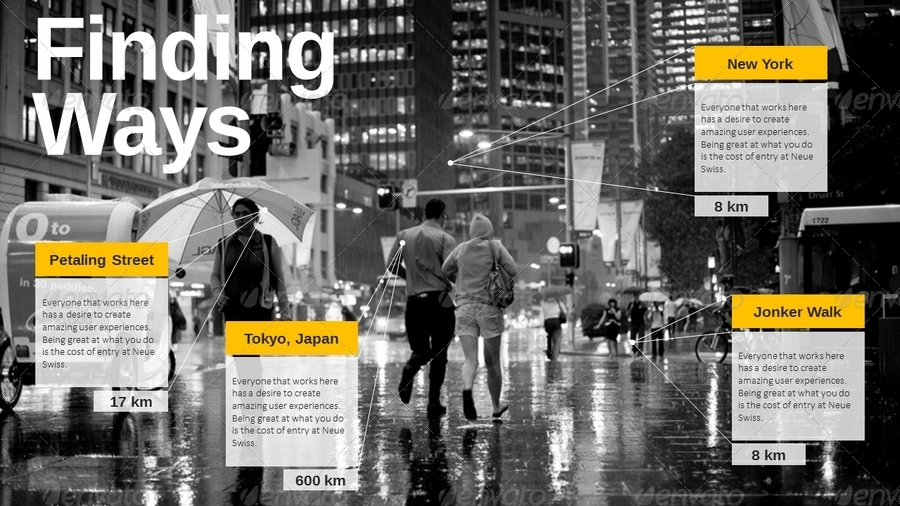 Finding
Ways
New York
Everyone that works here
has a desire to create
amazing user experiences.
Being great at what you do
is the cost of entry at Neue
Swiss.
8 km
Petaling Street
Everyone that works here
has a desire to create
amazing user experiences.
Being great at what you do
is the cost of entry at Neue
Swiss.
17 km
Tokyo, Japan
Everyone that works here
has a desire to create
amazing user experiences.
Being great at what you do
is the cost of entry at Neue
Swiss.
600 km
Jonker Walk
Everyone that works here
has a desire to create
amazing user experiences.
Being great at what you do
is the cost of entry at Neue
Swiss.
8 km
to
1722
envato